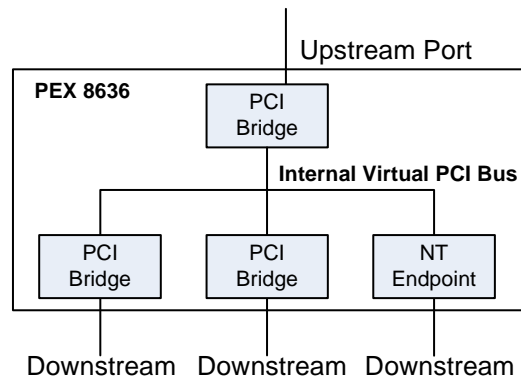 Upstream Port
PEX 8636
PCI
Bridge
Internal Virtual PCI Bus
PCI
Bridge
PCI
Bridge
NT
Endpoint
Downstream
Downstream
Downstream